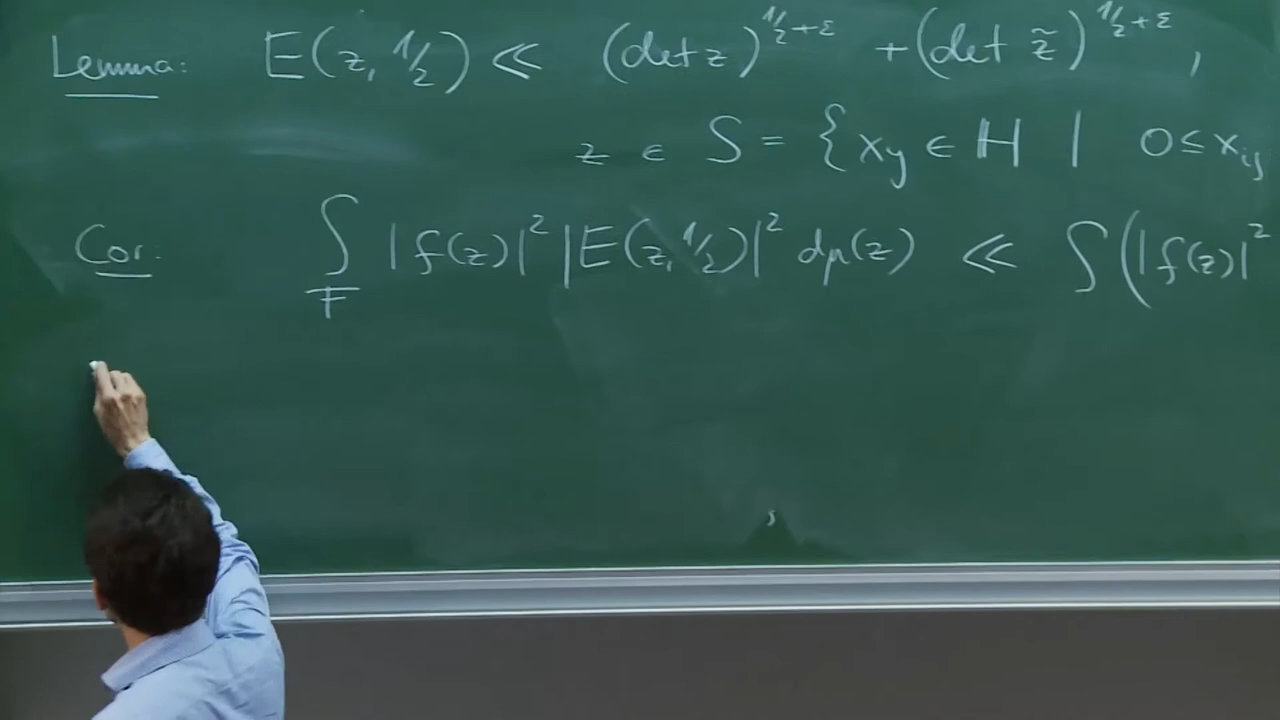 Lemma: E(z, 1/2) ≪ (det z)^{1/2+ε} + (det z̃)^{1/2+ε},
z ∈ S = { xy ∈ ℍ | 0 ≤ x_{ij}
Cor: ∫_F |f(z)|² |E(z, 1/2)|² dμ(z) ≪ ∫ (|f(z)|²